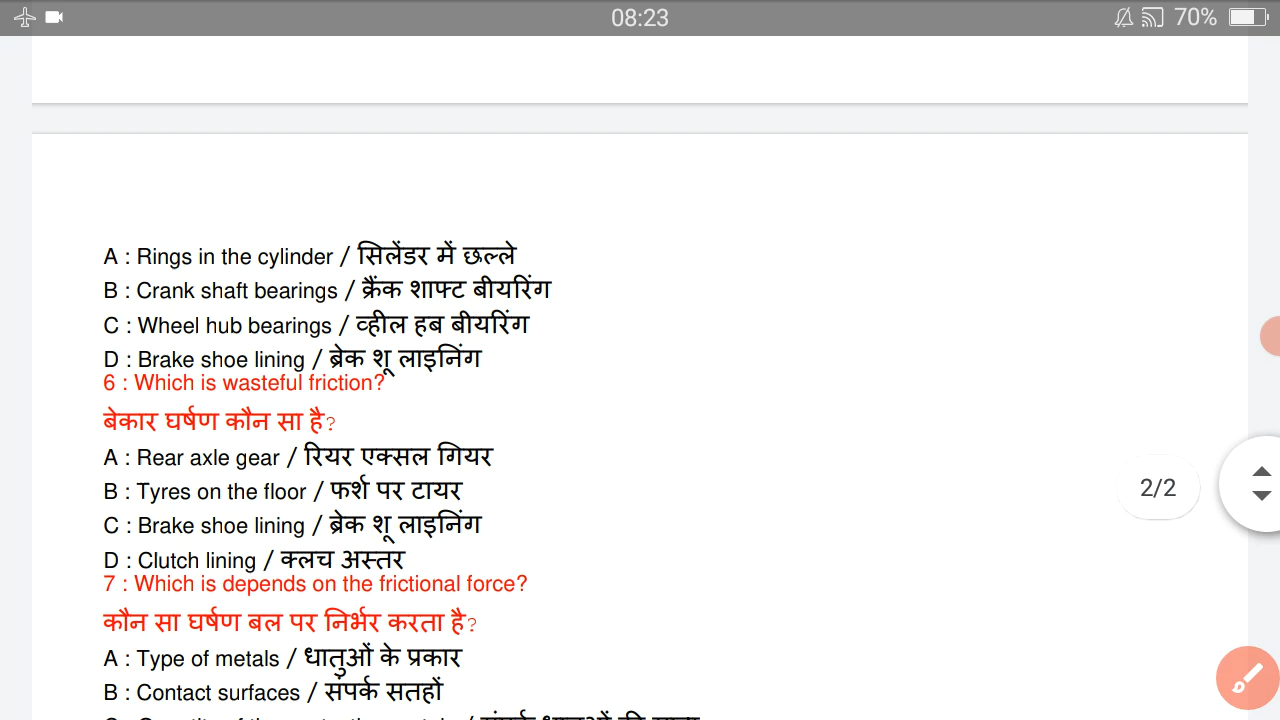 08:23
70%
A : Rings in the cylinder / सिलेंडर में छल्ले
B : Crank shaft bearings / क्रैंक शाफ्ट बीयरिंग
C : Wheel hub bearings / व्हील हब बीयरिंग
D : Brake shoe lining / ब्रेक शू लाइनिंग
6 : Which is wasteful friction?
बेकार घर्षण कौन सा है?
A : Rear axle gear / रियर एक्सल गियर
B : Tyres on the floor / फर्श पर टायर
2/2
C : Brake shoe lining / ब्रेक शू लाइनिंग
D : Clutch lining / क्लच अस्तर
7 : Which is depends on the frictional force?
कौन सा घर्षण बल पर निर्भर करता है?
A : Type of metals / धातुओं के प्रकार
B : Contact surfaces / संपर्क सतहों